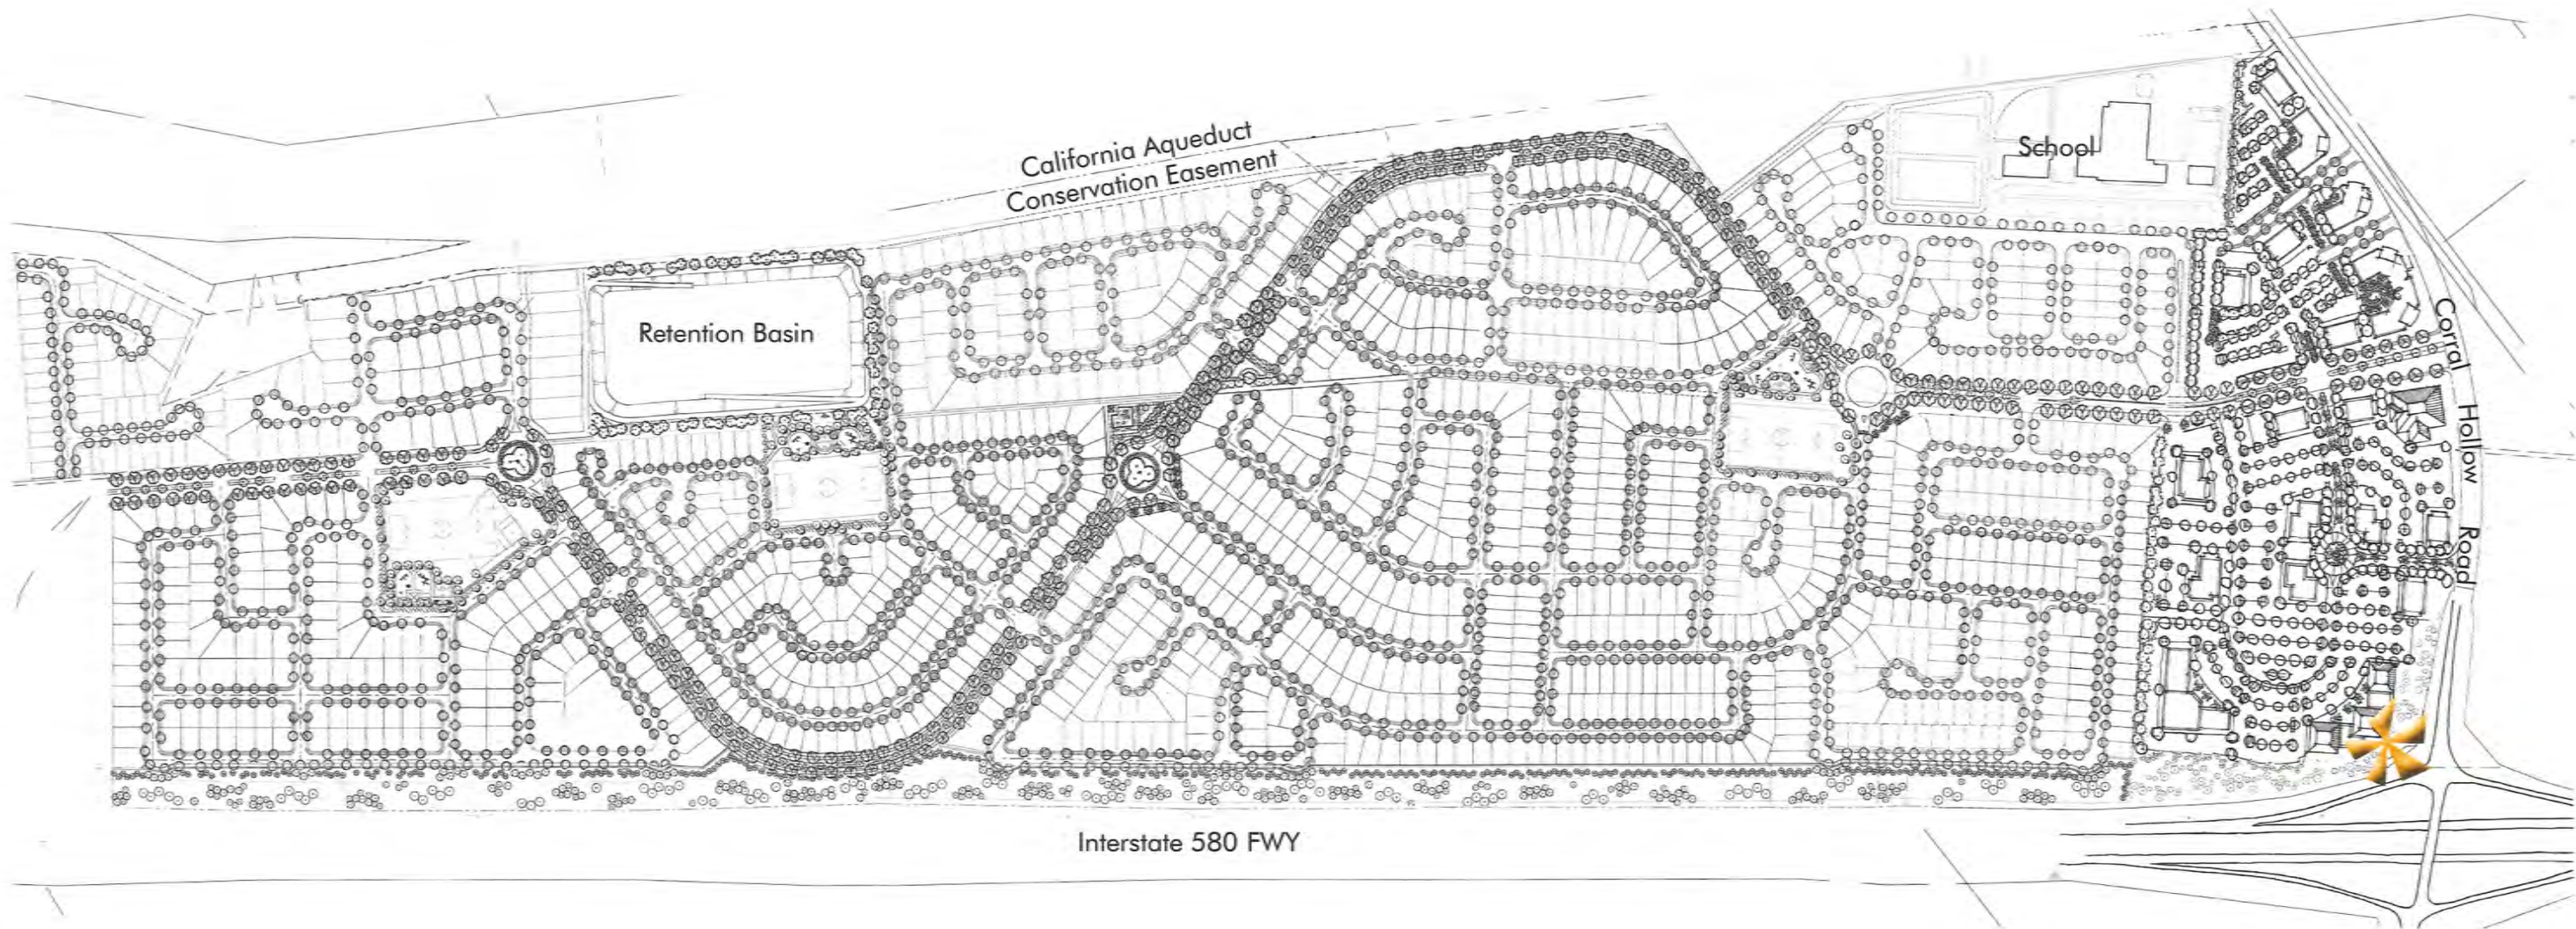 California Aqueduct
Conservation Easement
School
Retention Basin
Corral Hollow Road
Interstate 580 FWY